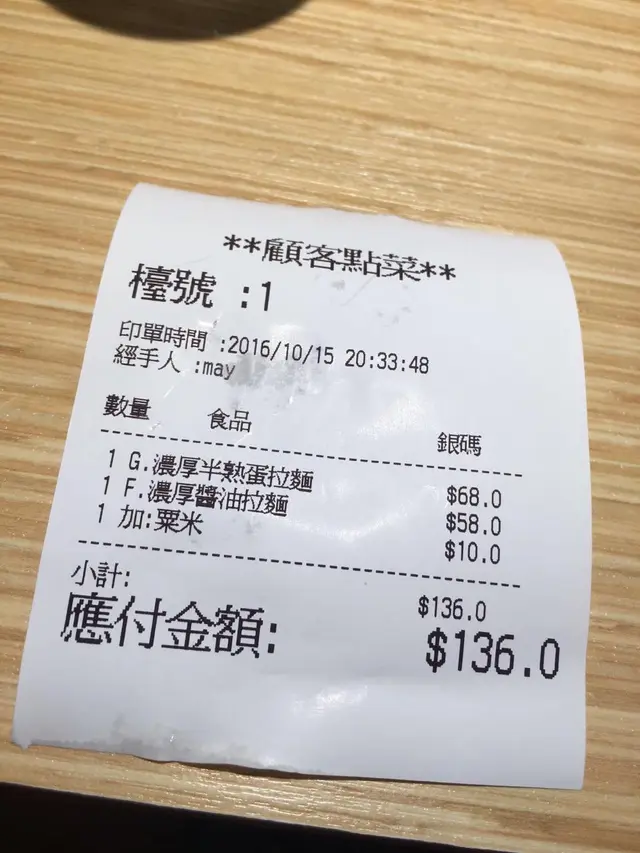 **顧客點菜**
檯號 :1
印單時間 :2016/10/15 20:33:48
經手人 :may
數量 食品 銀碼
1 G.濃厚半熟蛋拉麵 $68.0
1 F.濃厚醬油拉麵 $58.0
1 加:粟米 $10.0
小計: $136.0
應付金額: $136.0